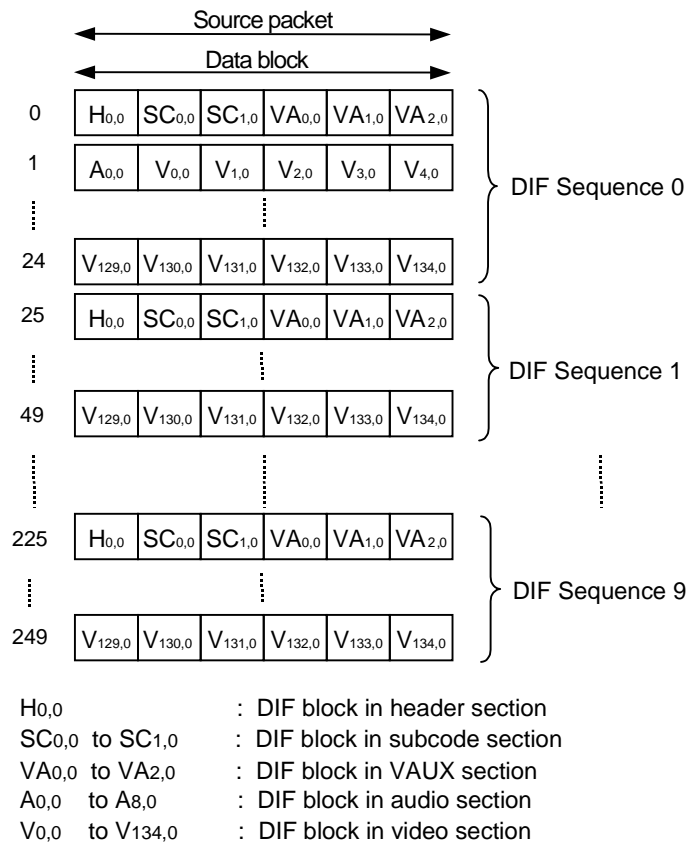 Source packet
Data block
0 H0,0 SC0,0 SC1,0 VA0,0 VA1,0 VA2,0
1 A0,0 V0,0 V1,0 V2,0 V3,0 V4,0
DIF Sequence 0
24 V129,0 V130,0 V131,0 V132,0 V133,0 V134,0
25 H0,0 SC0,0 SC1,0 VA0,0 VA1,0 VA2,0
DIF Sequence 1
49 V129,0 V130,0 V131,0 V132,0 V133,0 V134,0
225 H0,0 SC0,0 SC1,0 VA0,0 VA1,0 VA2,0
DIF Sequence 9
249 V129,0 V130,0 V131,0 V132,0 V133,0 V134,0
H0,0 : DIF block in header section
SC0,0 to SC1,0 : DIF block in subcode section
VA0,0 to VA2,0 : DIF block in VAUX section
A0,0 to A8,0 : DIF block in audio section
V0,0 to V134,0 : DIF block in video section